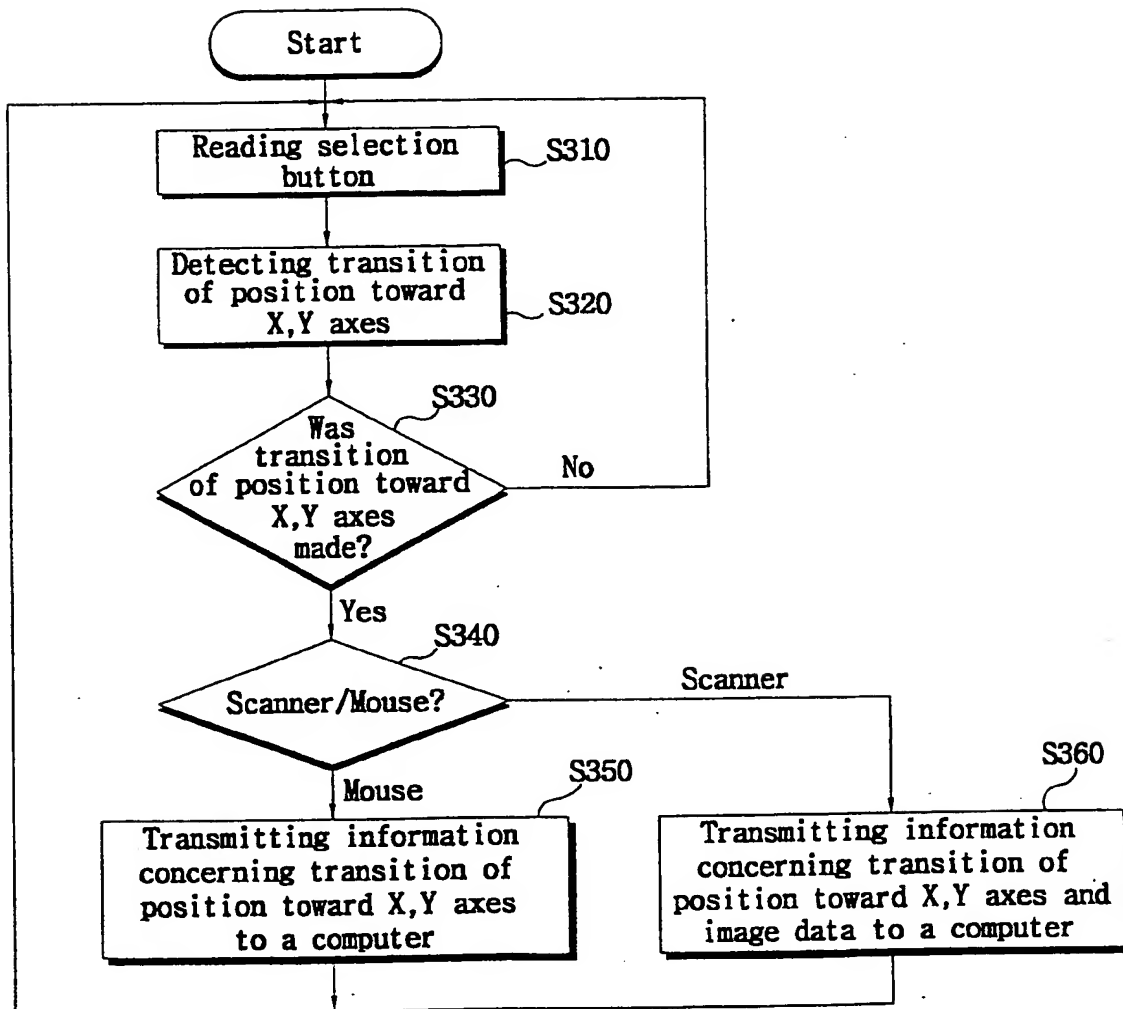 Start
Reading selection
button
S310
Detecting transition
of position toward
X,Y axes
S320
S330
Was
transition
of position toward
X,Y axes
made?
No
Yes
S340
Scanner/Mouse?
Scanner
Mouse
S350
Transmitting information
concerning transition of
position toward X,Y axes
to a computer
S360
Transmitting information
concerning transition of
position toward X,Y axes and
image data to a computer